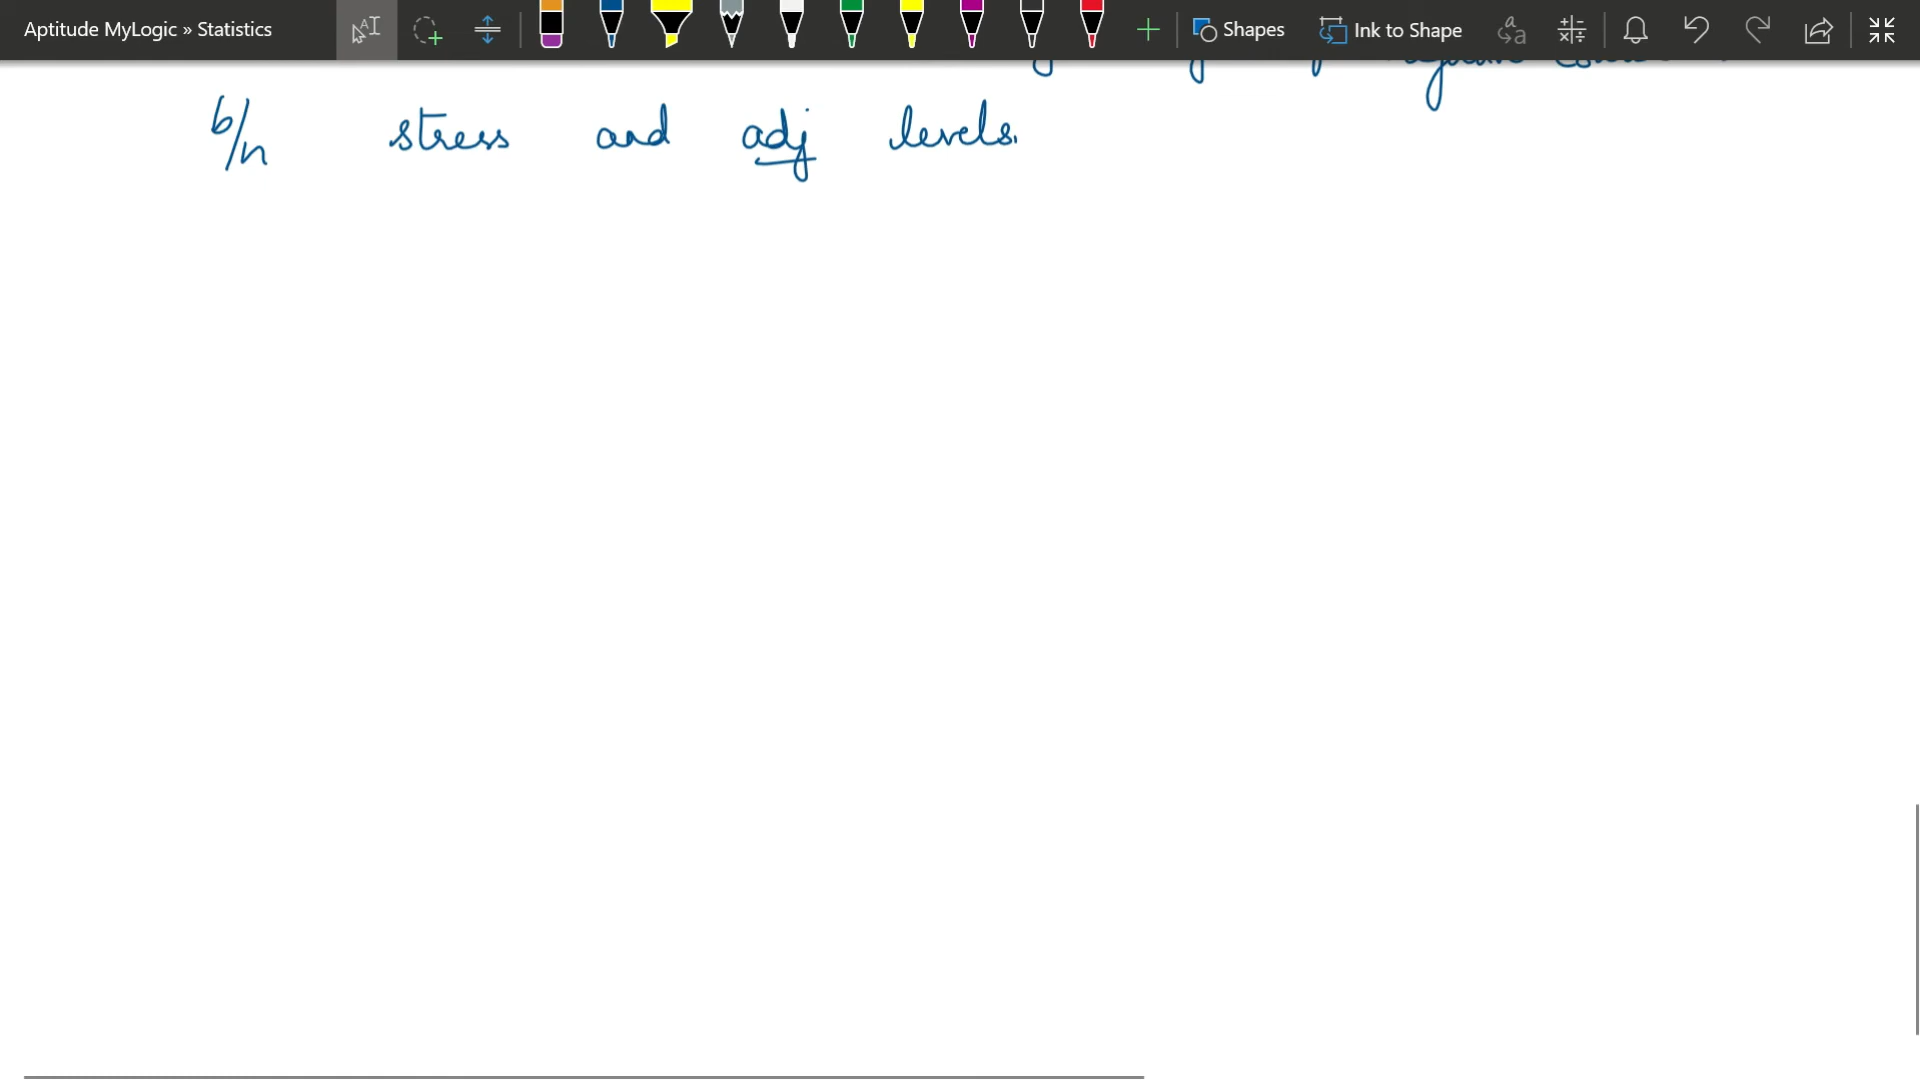 Aptitude MyLogic » Statistics Shapes Ink to Shape
b/n stress and adj levels.